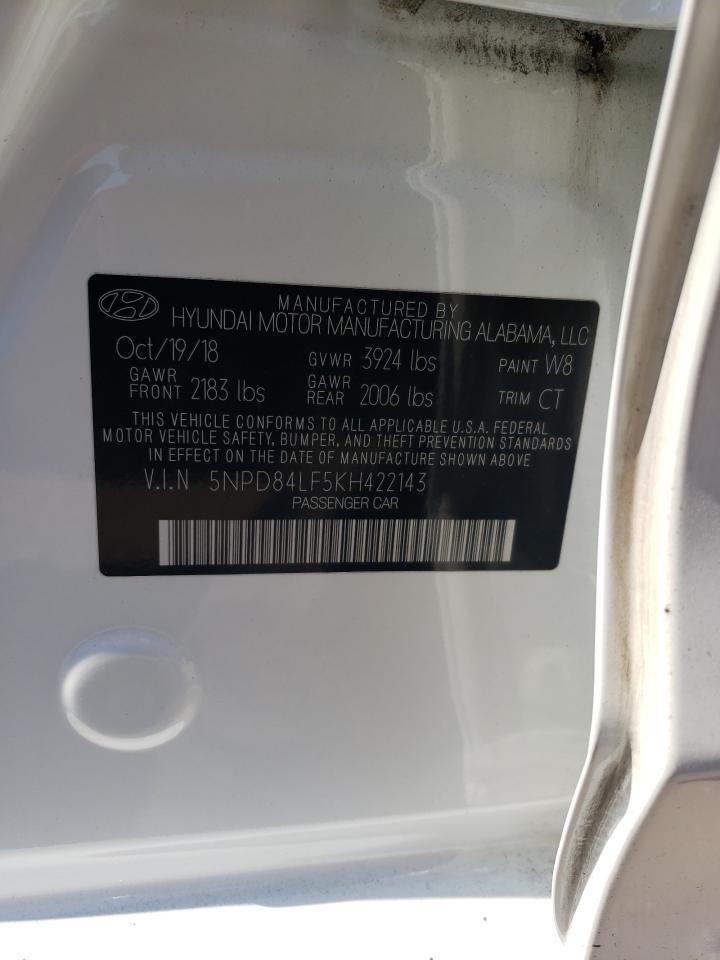 MANUFACTURED BY
HYUNDAI MOTOR MANUFACTURING ALABAMA, LLC
Oct/19/18 GVWR 3924 lbs PAINT W8
GAWR FRONT 2183 lbs GAWR REAR 2006 lbs TRIM CT
THIS VEHICLE CONFORMS TO ALL APPLICABLE U.S.A. FEDERAL
MOTOR VEHICLE SAFETY, BUMPER, AND THEFT PREVENTION STANDARDS
IN EFFECT ON THE DATE OF MANUFACTURE SHOWN ABOVE.
V.I.N 5NPD84LF5KH422143
PASSENGER CAR